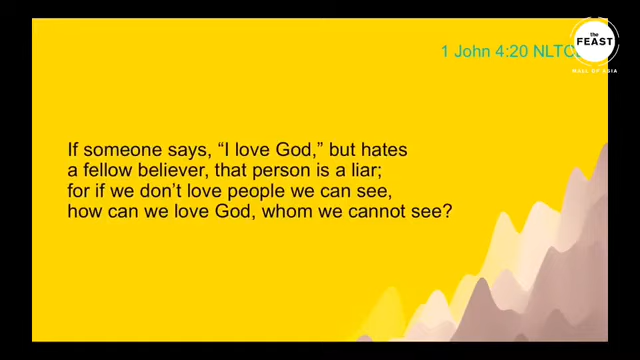 1 John 4:20 NLTC
the
FEAST
MALL OF ASIA
If someone says, “I love God,” but hates
a fellow believer, that person is a liar;
for if we don’t love people we can see,
how can we love God, whom we cannot see?